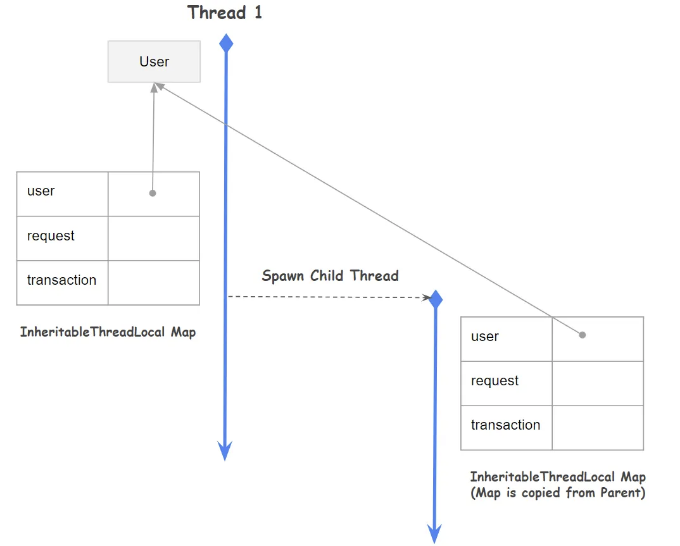 Thread 1
User
user
request
transaction
InheritableThreadLocal Map
Spawn Child Thread
user
request
transaction
InheritableThreadLocal Map
(Map is copied from Parent)